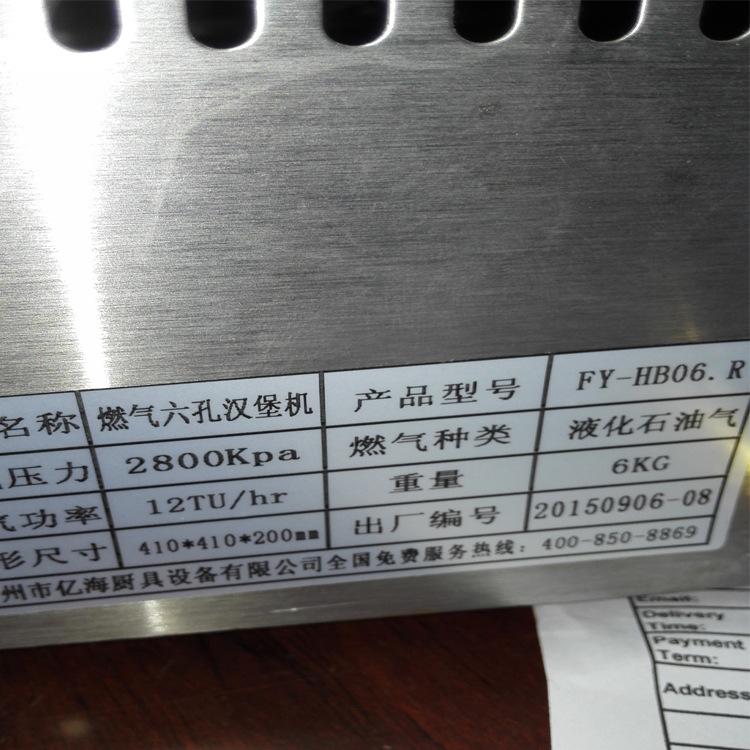 名称 燃气六孔汉堡机 产品型号 FY-HB06.R
压力 2800Kpa 燃气种类 液化石油气
气功率 12TU/hr 重量 6KG
形尺寸 410*410*200mm 出厂编号 20150906-08
州市亿海厨具设备有限公司全国免费服务热线：400-850-8869
Email:
Delivery
Time:
Payment
Term:
Address